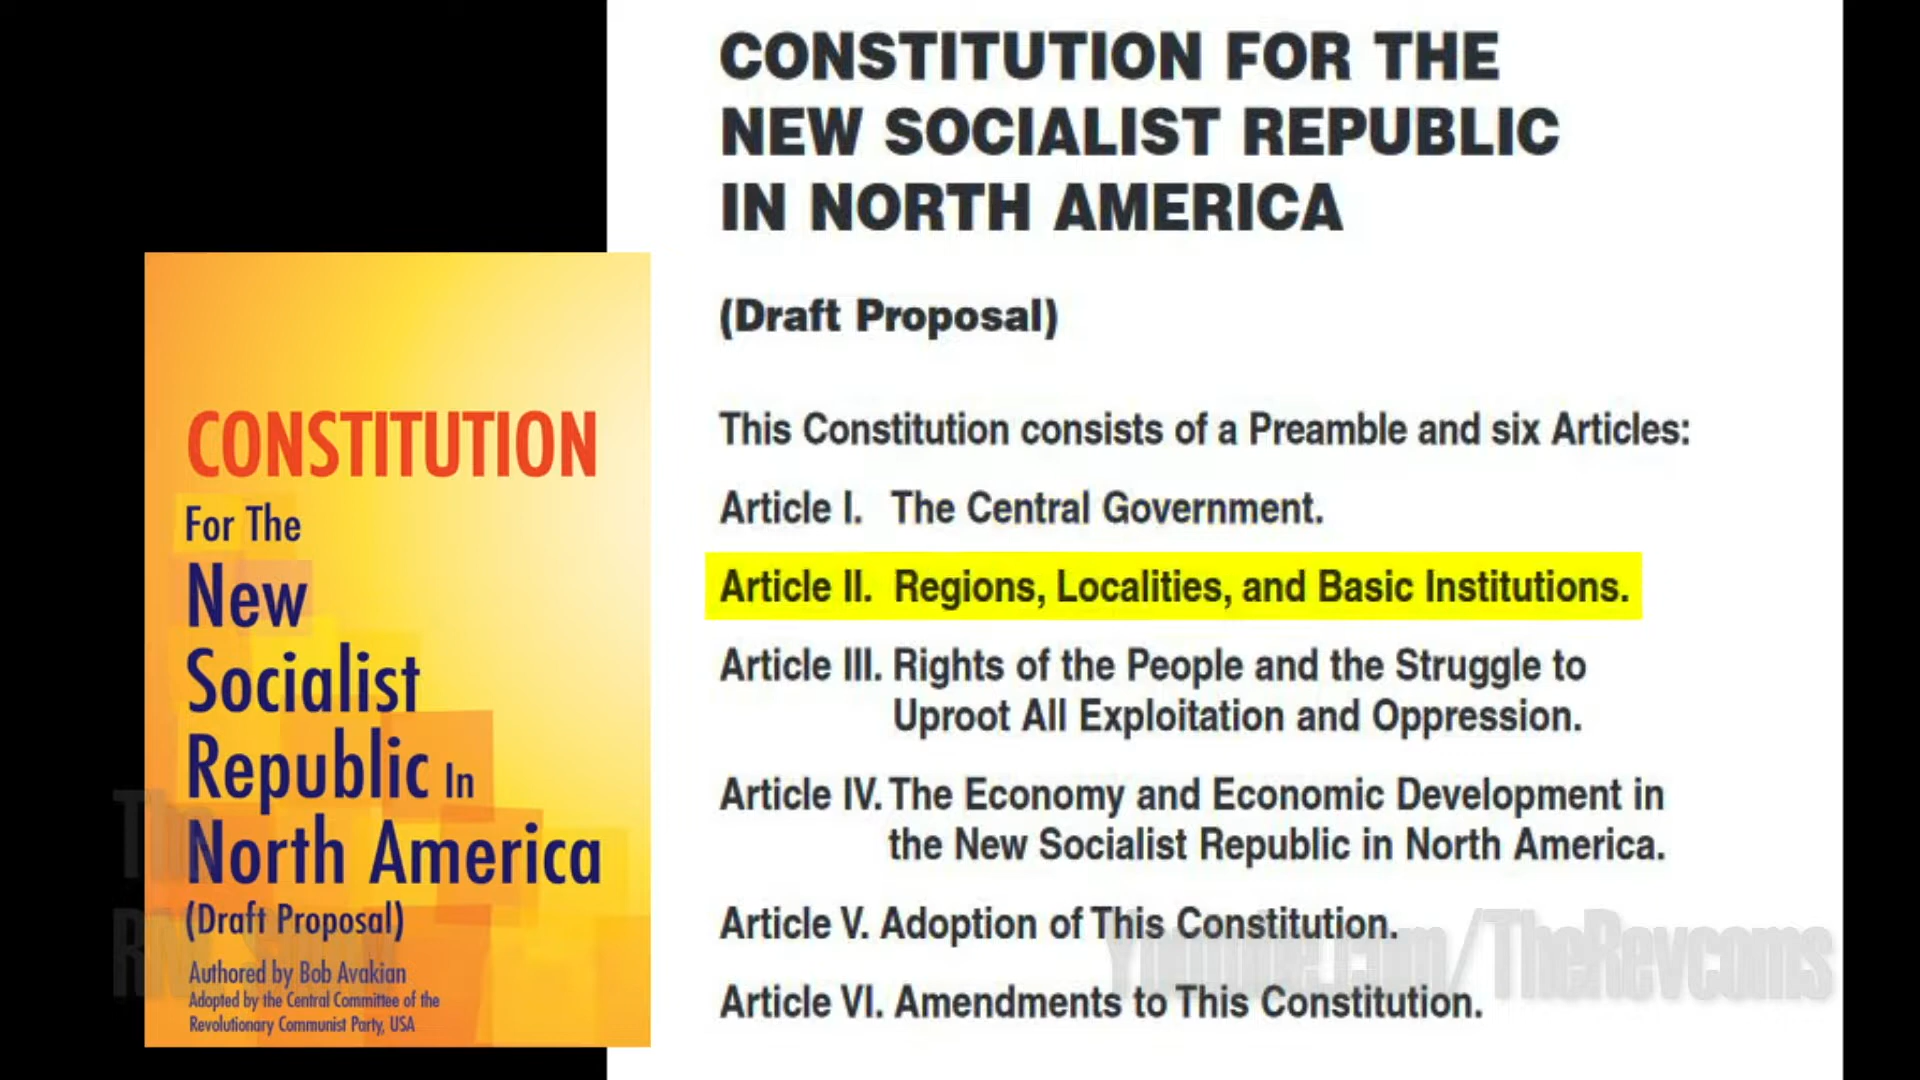 CONSTITUTION FOR THE
NEW SOCIALIST REPUBLIC
IN NORTH AMERICA
(Draft Proposal)
This Constitution consists of a Preamble and six Articles:
Article I. The Central Government.
Article II. Regions, Localities, and Basic Institutions.
Article III. Rights of the People and the Struggle to
Uproot All Exploitation and Oppression.
Article IV. The Economy and Economic Development in
the New Socialist Republic in North America.
Article V. Adoption of This Constitution.
Article VI. Amendments to This Constitution.
CONSTITUTION
For The
New
Socialist
Republic In
North America
(Draft Proposal)
Authored by Bob Avakian
Adopted by the Central Committee of the
Revolutionary Communist Party, USA
The
Youtube.com/TheRevcoms